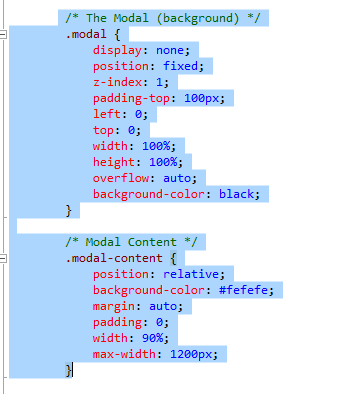 /* The Modal (background) */
.modal {
display: none;
position: fixed;
z-index: 1;
padding-top: 100px;
left: 0;
top: 0;
width: 100%;
height: 100%;
overflow: auto;
background-color: black;
}
/* Modal Content */
.modal-content {
position: relative;
background-color: #fefefe;
margin: auto;
padding: 0;
width: 90%;
max-width: 1200px;
}